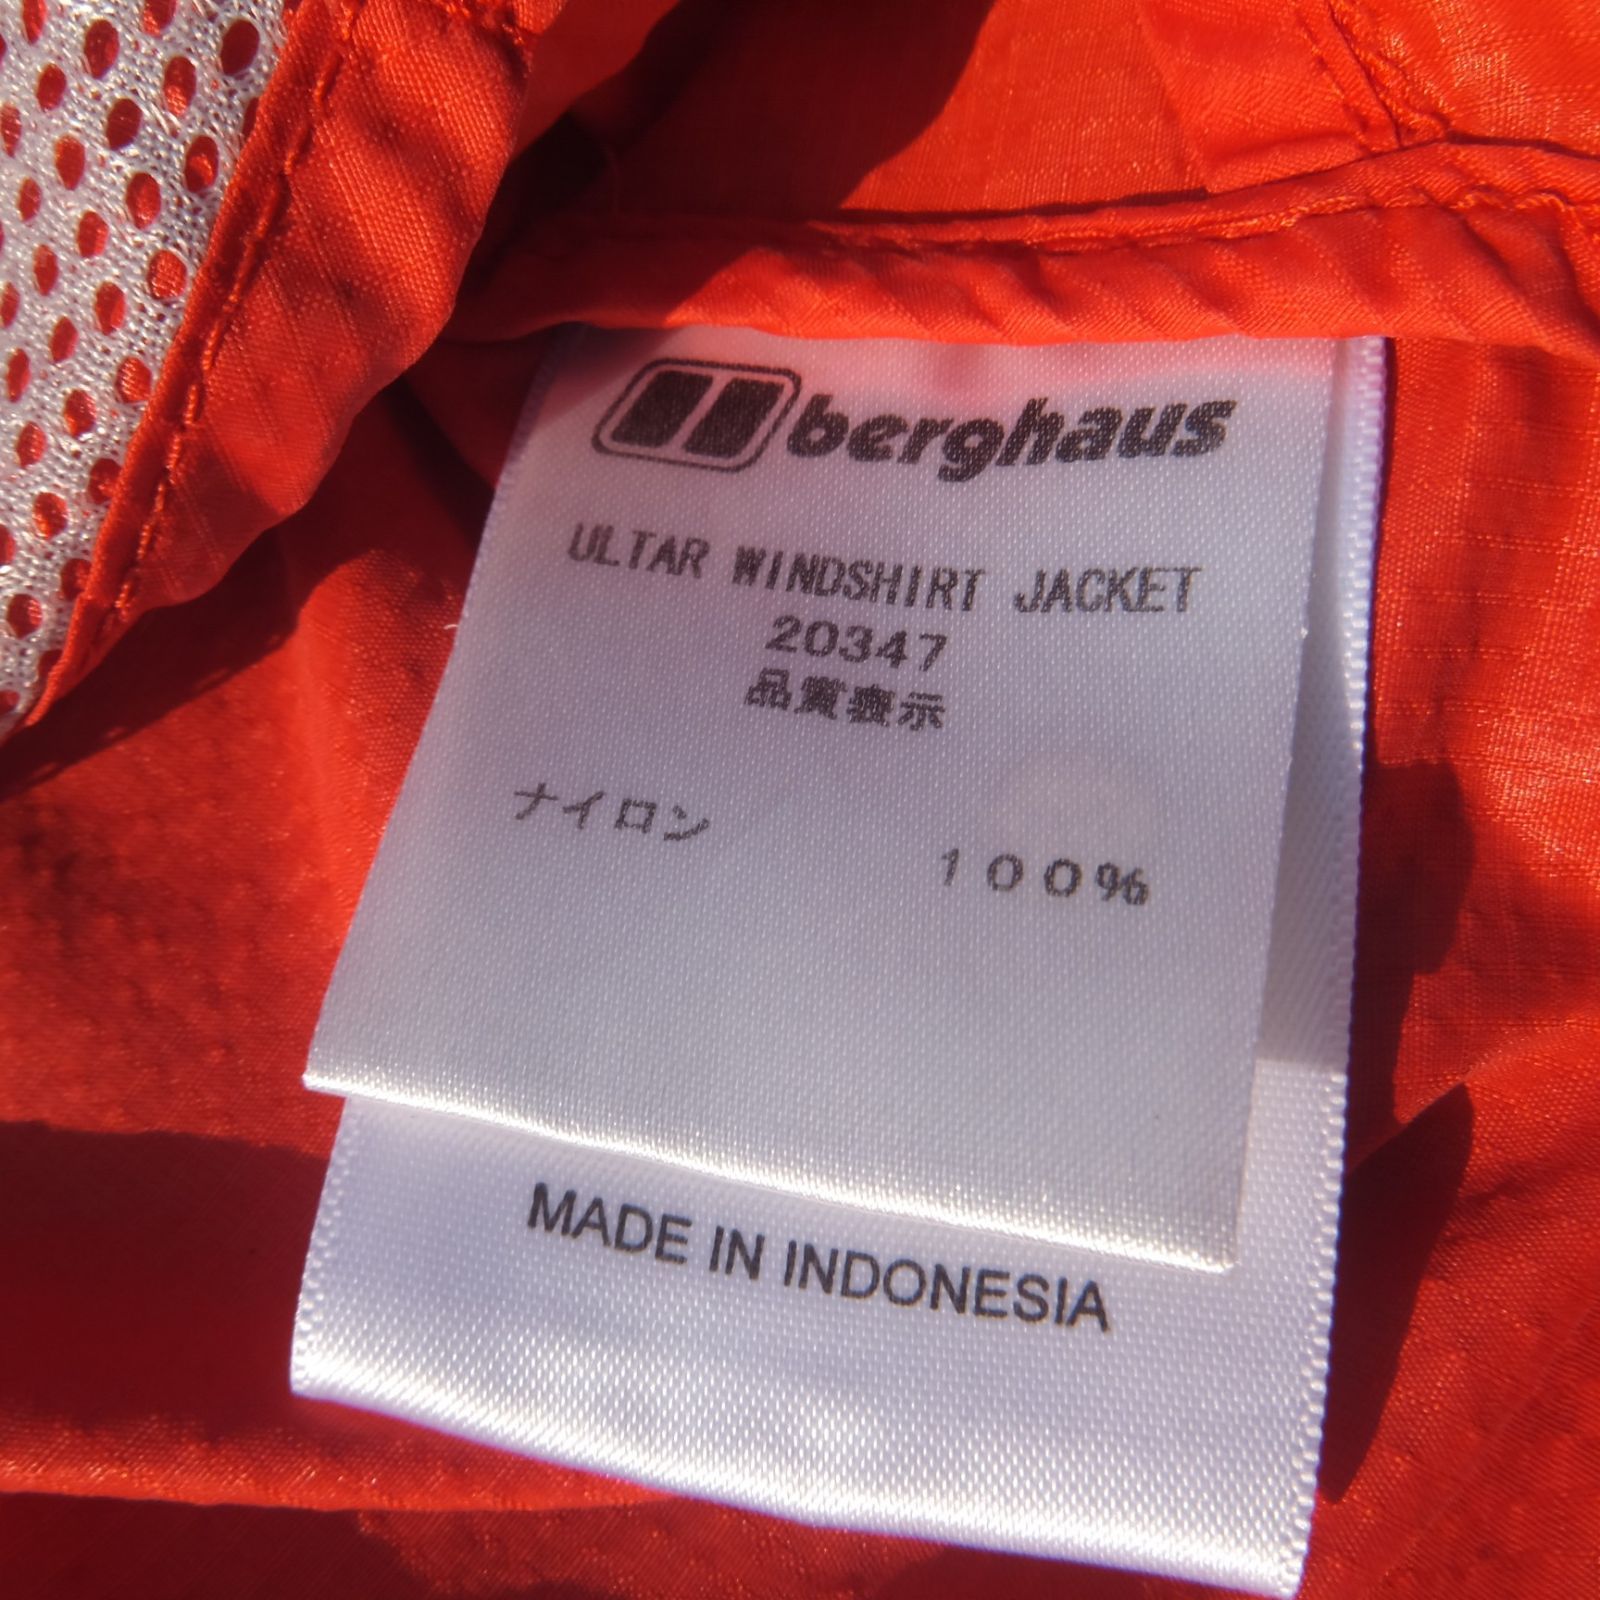 berghaus
ULTAR WINDSHIRT JACKET
20347
品質表示
ナイロン 100%
MADE IN INDONESIA